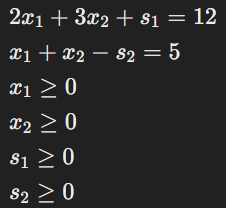 2x₁ + 3x₂ + s₁ = 12
x₁ + x₂ − s₂ = 5
x₁ ≥ 0
x₂ ≥ 0
s₁ ≥ 0
s₂ ≥ 0